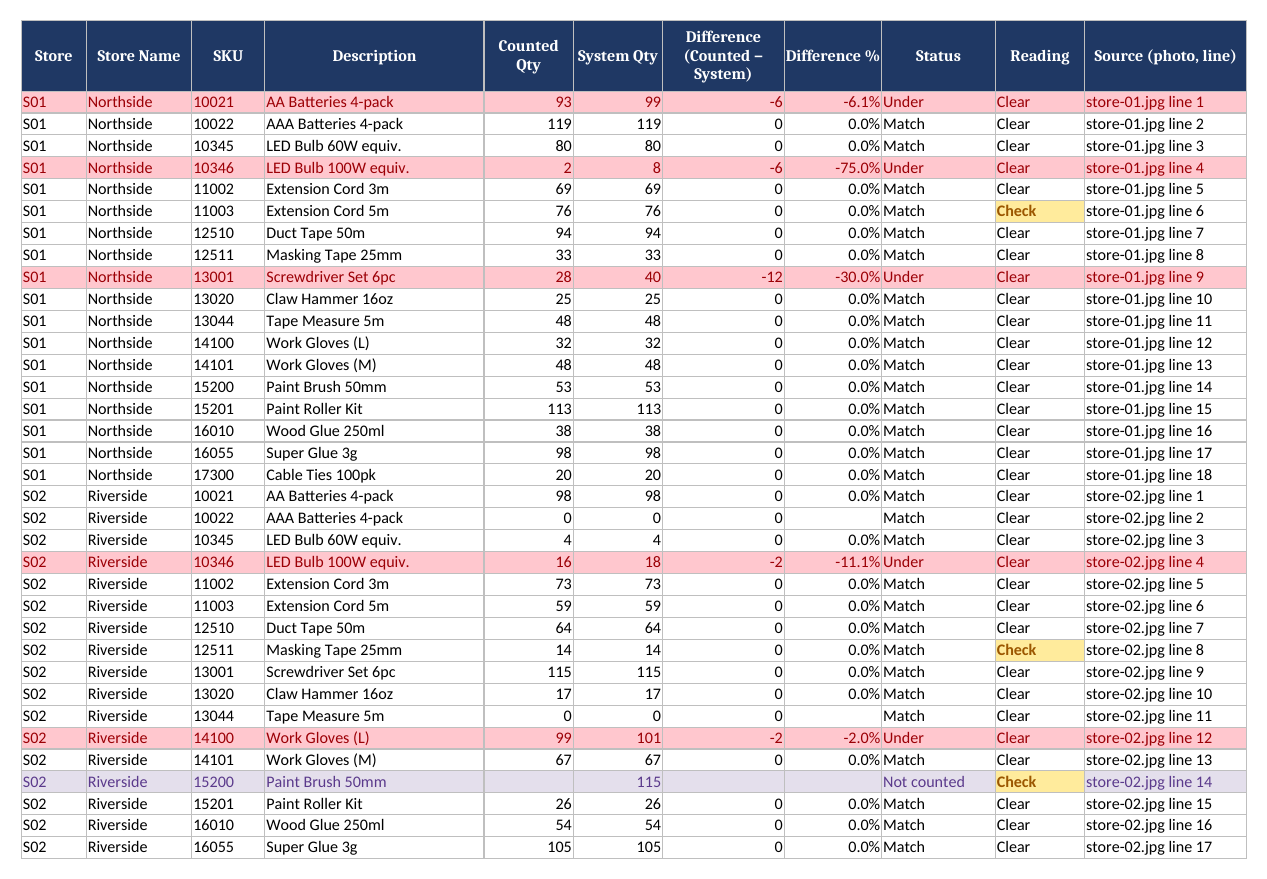 Store Store Name SKU Description Counted Qty System Qty Difference (Counted – System) Difference % Status Reading Source (photo, line)
S01 Northside 10021 AA Batteries 4-pack 93 99 -6 -6.1% Under Clear store-01.jpg line 1
S01 Northside 10022 AAA Batteries 4-pack 119 119 0 0.0% Match Clear store-01.jpg line 2
S01 Northside 10345 LED Bulb 60W equiv. 80 80 0 0.0% Match Clear store-01.jpg line 3
S01 Northside 10346 LED Bulb 100W equiv. 2 8 -6 -75.0% Under Clear store-01.jpg line 4
S01 Northside 11002 Extension Cord 3m 69 69 0 0.0% Match Clear store-01.jpg line 5
S01 Northside 11003 Extension Cord 5m 76 76 0 0.0% Match Check store-01.jpg line 6
S01 Northside 12510 Duct Tape 50m 94 94 0 0.0% Match Clear store-01.jpg line 7
S01 Northside 12511 Masking Tape 25mm 33 33 0 0.0% Match Clear store-01.jpg line 8
S01 Northside 13001 Screwdriver Set 6pc 28 40 -12 -30.0% Under Clear store-01.jpg line 9
S01 Northside 13020 Claw Hammer 16oz 25 25 0 0.0% Match Clear store-01.jpg line 10
S01 Northside 13044 Tape Measure 5m 48 48 0 0.0% Match Clear store-01.jpg line 11
S01 Northside 14100 Work Gloves (L) 32 32 0 0.0% Match Clear store-01.jpg line 12
S01 Northside 14101 Work Gloves (M) 48 48 0 0.0% Match Clear store-01.jpg line 13
S01 Northside 15200 Paint Brush 50mm 53 53 0 0.0% Match Clear store-01.jpg line 14
S01 Northside 15201 Paint Roller Kit 113 113 0 0.0% Match Clear store-01.jpg line 15
S01 Northside 16010 Wood Glue 250ml 38 38 0 0.0% Match Clear store-01.jpg line 16
S01 Northside 16055 Super Glue 3g 98 98 0 0.0% Match Clear store-01.jpg line 17
S01 Northside 17300 Cable Ties 100pk 20 20 0 0.0% Match Clear store-01.jpg line 18
S02 Riverside 10021 AA Batteries 4-pack 98 98 0 0.0% Match Clear store-02.jpg line 1
S02 Riverside 10022 AAA Batteries 4-pack 0 0 0 Match Clear store-02.jpg line 2
S02 Riverside 10345 LED Bulb 60W equiv. 4 4 0 0.0% Match Clear store-02.jpg line 3
S02 Riverside 10346 LED Bulb 100W equiv. 16 18 -2 -11.1% Under Clear store-02.jpg line 4
S02 Riverside 11002 Extension Cord 3m 73 73 0 0.0% Match Clear store-02.jpg line 5
S02 Riverside 11003 Extension Cord 5m 59 59 0 0.0% Match Clear store-02.jpg line 6
S02 Riverside 12510 Duct Tape 50m 64 64 0 0.0% Match Clear store-02.jpg line 7
S02 Riverside 12511 Masking Tape 25mm 14 14 0 0.0% Match Check store-02.jpg line 8
S02 Riverside 13001 Screwdriver Set 6pc 115 115 0 0.0% Match Clear store-02.jpg line 9
S02 Riverside 13020 Claw Hammer 16oz 17 17 0 0.0% Match Clear store-02.jpg line 10
S02 Riverside 13044 Tape Measure 5m 0 0 0 Match Clear store-02.jpg line 11
S02 Riverside 14100 Work Gloves (L) 99 101 -2 -2.0% Under Clear store-02.jpg line 12
S02 Riverside 14101 Work Gloves (M) 67 67 0 0.0% Match Clear store-02.jpg line 13
S02 Riverside 15200 Paint Brush 50mm 115 Not counted Check store-02.jpg line 14
S02 Riverside 15201 Paint Roller Kit 26 26 0 0.0% Match Clear store-02.jpg line 15
S02 Riverside 16010 Wood Glue 250ml 54 54 0 0.0% Match Clear store-02.jpg line 16
S02 Riverside 16055 Super Glue 3g 105 105 0 0.0% Match Clear store-02.jpg line 17